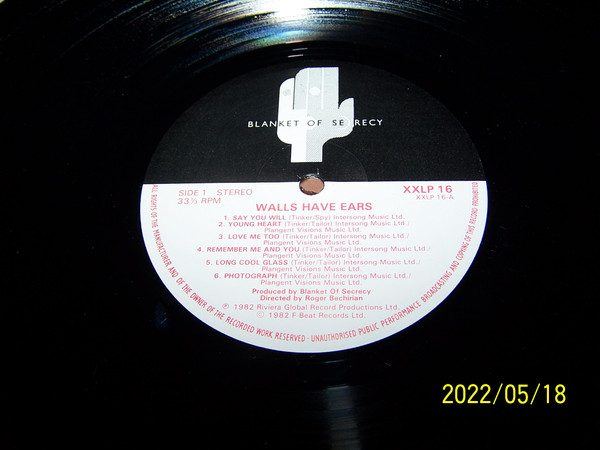 BLANKET OF SECRECY
SIDE 1 STEREO
33⅓ RPM
XXLP 16
XXLP 16-A
WALLS HAVE EARS
1. SAY YOU WILL (Tinker/Spy) Intersong Music Ltd.
2. YOUNG HEART (Tinker/Tailor) Intersong Music Ltd./
Plangent Visions Music Ltd.
3. LOVE ME TOO (Tinker/Tailor) Intersong Music Ltd./
Plangent Visions Music Ltd.
4. REMEMBER ME AND YOU (Tinker/Tailor) Intersong Music Ltd./
Plangent Visions Music Ltd.
5. LONG COOL GLASS (Tinker/Tailor) Intersong Music Ltd./
Plangent Visions Music Ltd.
6. PHOTOGRAPH (Tinker/Tailor) Intersong Music Ltd./
Plangent Visions Music Ltd.
Produced by Blanket Of Secrecy
Directed by Roger Bechirian
℗ 1982 Riviera Global Record Productions Ltd.
© 1982 F-Beat Records Ltd.
ALL RIGHTS OF THE MANUFACTURER AND OF THE OWNER OF THE RECORDED WORK RESERVED · UNAUTHORISED PUBLIC PERFORMANCE BROADCASTING AND COPYING OF THIS RECORD PROHIBITED
2022/05/18